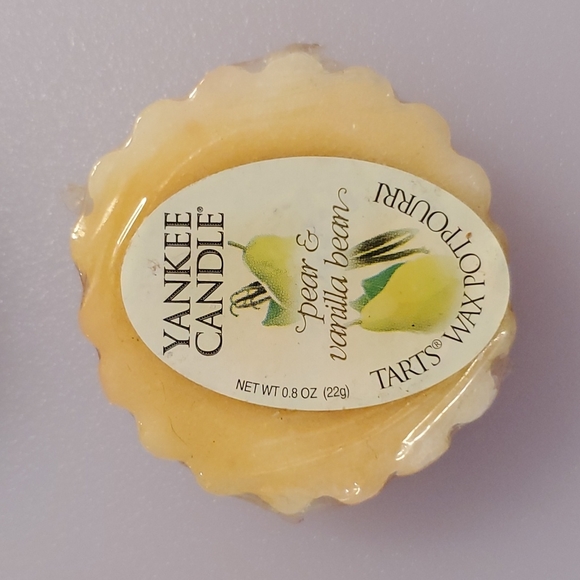 YANKEE
CANDLE®
pear &
vanilla bean
TARTS® WAX POTPOURRI
NET WT 0.8 OZ (22g)